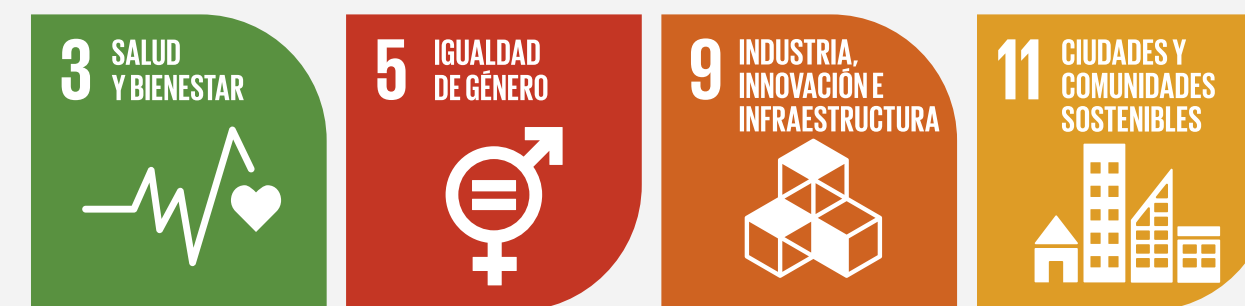 3 SALUD
Y BIENESTAR
5 IGUALDAD
DE GÉNERO
9 INDUSTRIA,
INNOVACIÓN E
INFRAESTRUCTURA
11 CIUDADES Y
COMUNIDADES
SOSTENIBLES